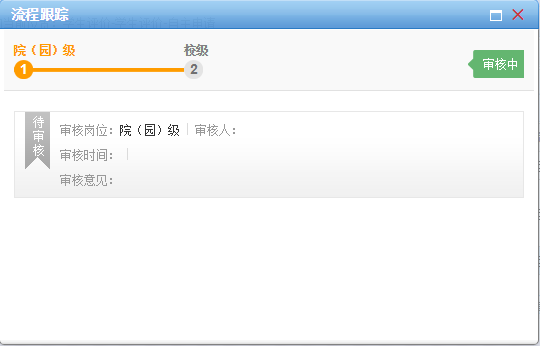 流程跟踪
院（园）级
校级
1
2
审核中
待审核
审核岗位：院（园）级 审核人：
审核时间：
审核意见：